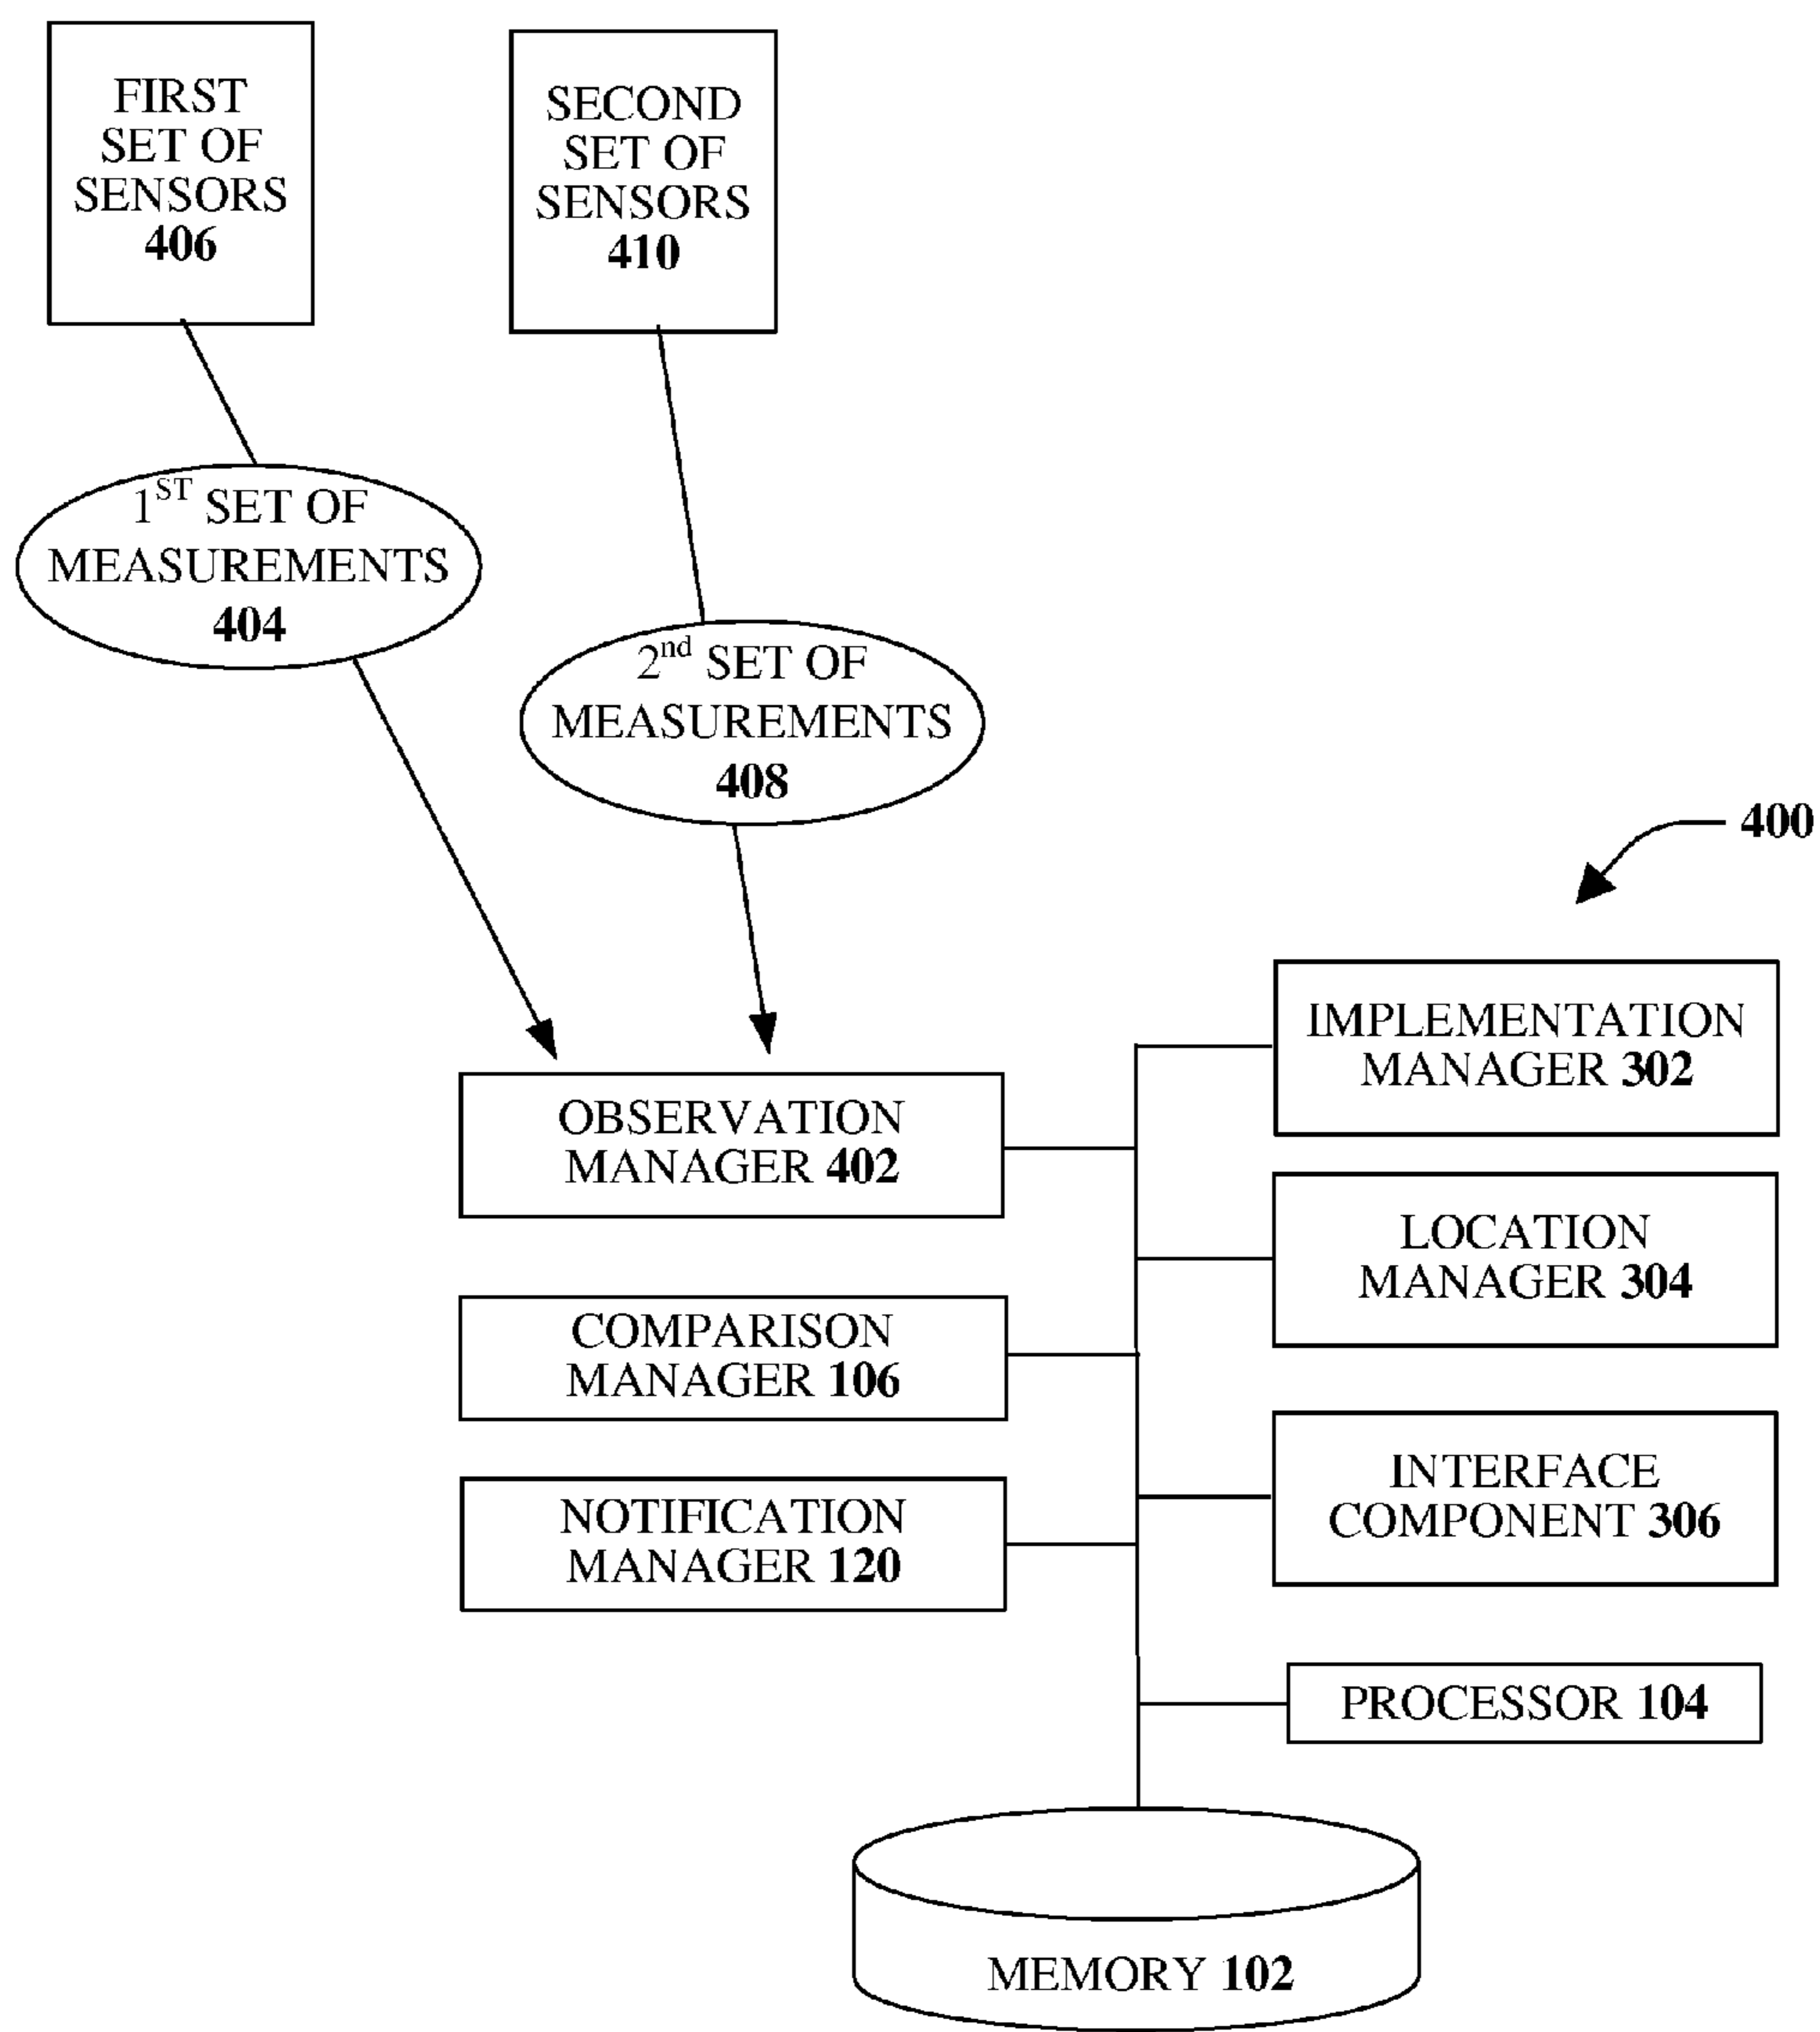 FIRST
SET OF
SENSORS
406
SECOND
SET OF
SENSORS
410
1ST SET OF
MEASUREMENTS
404
2nd SET OF
MEASUREMENTS
408
400
IMPLEMENTATION
MANAGER 302
OBSERVATION
MANAGER 402
LOCATION
MANAGER 304
COMPARISON
MANAGER 106
INTERFACE
COMPONENT 306
NOTIFICATION
MANAGER 120
PROCESSOR 104
MEMORY 102